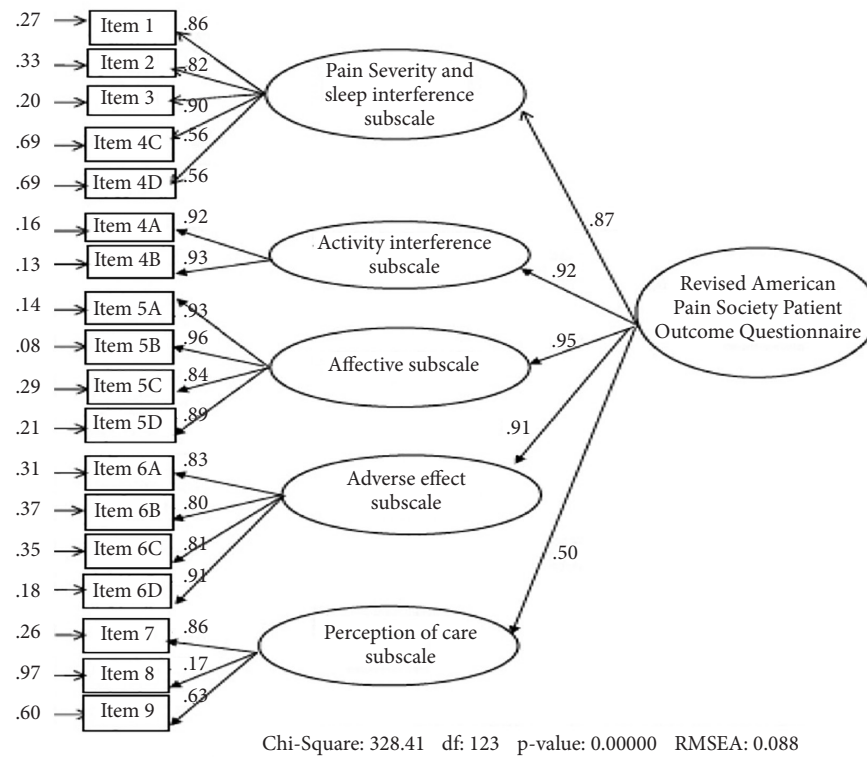 .27
Item 1
.86
.33
Item 2
.82
.20
Item 3
.90
.69
Item 4C
.56
.69
Item 4D
.56
Pain Severity and
sleep interference
subscale
.16
Item 4A
.92
.13
Item 4B
.93
Activity interference
subscale
.14
Item 5A
.93
.08
Item 5B
.96
.29
Item 5C
.84
.21
Item 5D
.89
Affective subscale
.31
Item 6A
.83
.37
Item 6B
.80
.35
Item 6C
.81
.18
Item 6D
.91
Adverse effect
subscale
.26
Item 7
.86
.97
Item 8
.17
.60
Item 9
.63
Perception of care
subscale
.87
.92
.95
.91
.50
Revised American
Pain Society Patient
Outcome Questionnaire
Chi-Square: 328.41 df: 123 p-value: 0.00000 RMSEA: 0.088